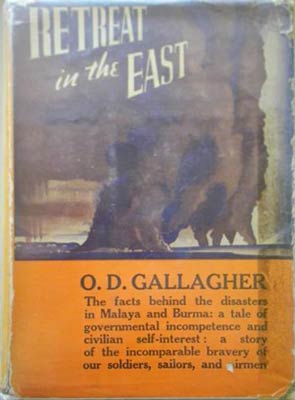 RETREAT
in the
EAST
O. D. GALLAGHER
The facts behind the disasters
in Malaya and Burma: a tale of
governmental incompetence and
civilian self-interest: a story
of the incomparable bravery of
our soldiers, sailors, and airmen